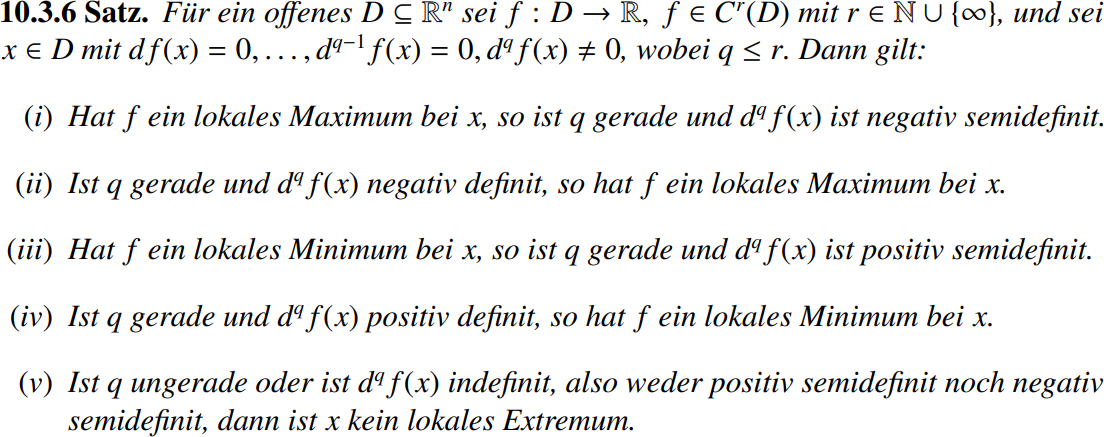 10.3.6 Satz. Für ein offenes D ⊆ ℝⁿ sei f : D → ℝ, f ∈ Cʳ(D) mit r ∈ ℕ ∪ {∞}, und sei
x ∈ D mit df(x) = 0, . . . , d^{q−1} f(x) = 0, d^q f(x) ≠ 0, wobei q ≤ r. Dann gilt:
(i) Hat f ein lokales Maximum bei x, so ist q gerade und d^q f(x) ist negativ semidefinit.
(ii) Ist q gerade und d^q f(x) negativ definit, so hat f ein lokales Maximum bei x.
(iii) Hat f ein lokales Minimum bei x, so ist q gerade und d^q f(x) ist positiv semidefinit.
(iv) Ist q gerade und d^q f(x) positiv definit, so hat f ein lokales Minimum bei x.
(v) Ist q ungerade oder ist d^q f(x) indefinit, also weder positiv semidefinit noch negativ
semidefinit, dann ist x kein lokales Extremum.